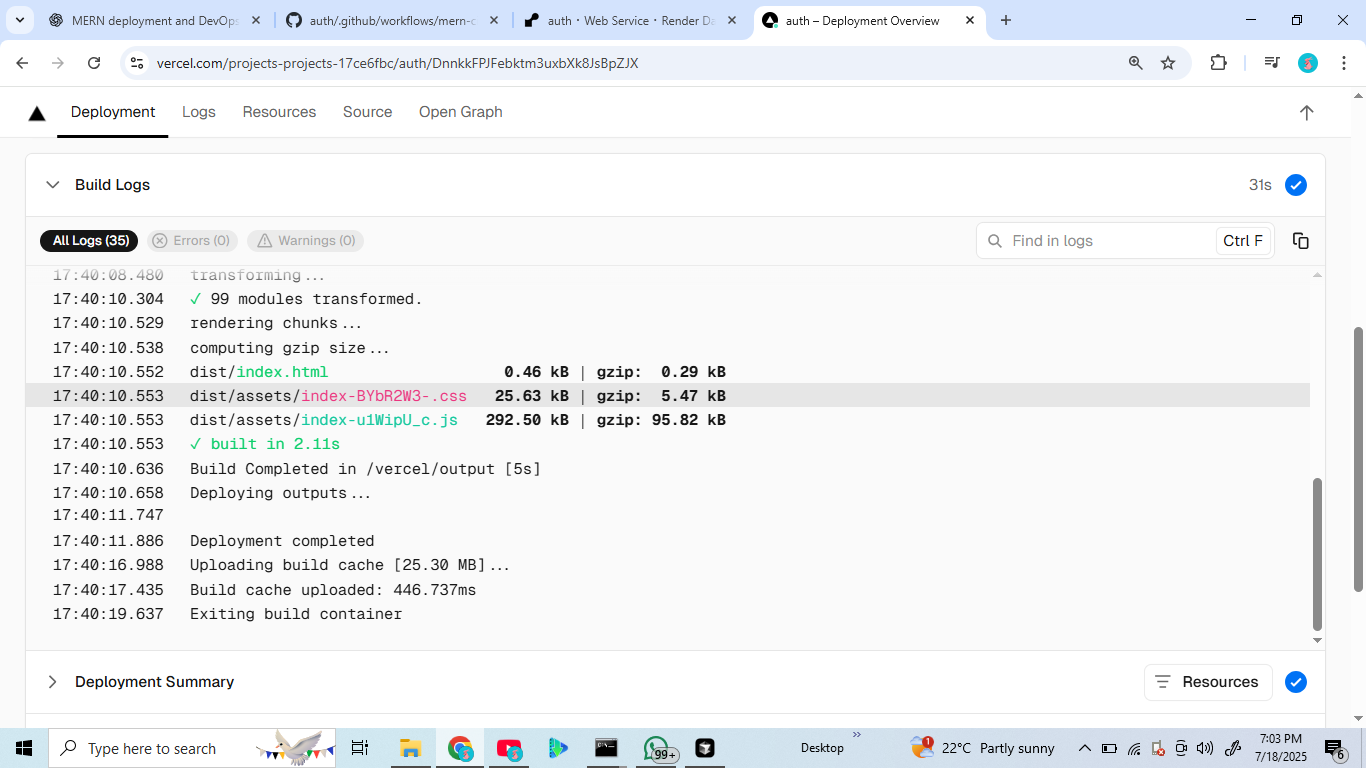 MERN deployment and DevOps
auth/.github/workflows/mern-c
auth · Web Service · Render Da
auth – Deployment Overview
vercel.com/projects-projects-17ce6fbc/auth/DnnkkFPJFebktm3uxbXk8JsBpZJX
Deployment Logs Resources Source Open Graph
Build Logs 31s
All Logs (35) Errors (0) Warnings (0) Find in logs Ctrl F
17:40:08.480 transforming...
17:40:10.304 ✓ 99 modules transformed.
17:40:10.529 rendering chunks...
17:40:10.538 computing gzip size...
17:40:10.552 dist/index.html 0.46 kB | gzip: 0.29 kB
17:40:10.553 dist/assets/index-BYbR2W3-.css 25.63 kB | gzip: 5.47 kB
17:40:10.553 dist/assets/index-u1WipU_c.js 292.50 kB | gzip: 95.82 kB
17:40:10.553 ✓ built in 2.11s
17:40:10.636 Build Completed in /vercel/output [5s]
17:40:10.658 Deploying outputs...
17:40:11.747
17:40:11.886 Deployment completed
17:40:16.988 Uploading build cache [25.30 MB]...
17:40:17.435 Build cache uploaded: 446.737ms
17:40:19.637 Exiting build container
Deployment Summary Resources
Type here to search
99+
Desktop
1
22°C Partly sunny
7:03 PM
7/18/2025
6